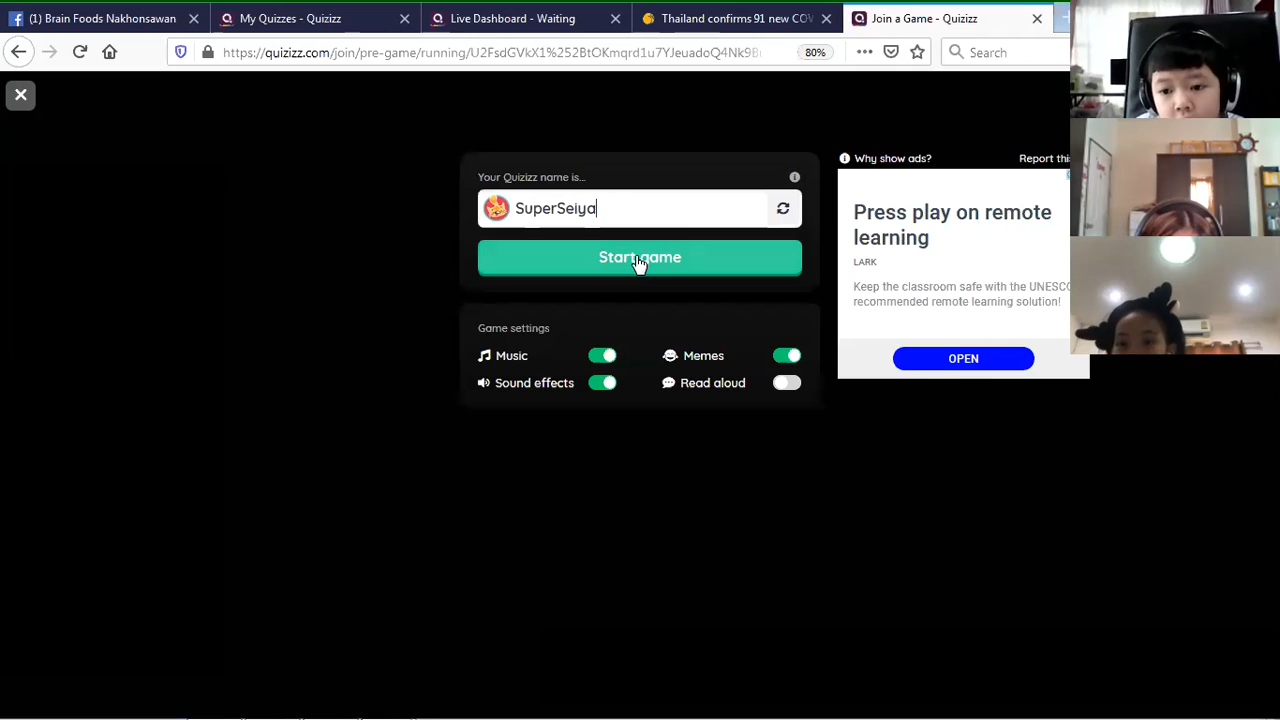 (1) Brain Foods Nakhonsawan
My Quizzes - Quizizz
Live Dashboard - Waiting
Thailand confirms 91 new COV
Join a Game - Quizizz
https://quizizz.com/join/pre-game/running/U2FsdGVkX1%252BtOKmqrd1u7YJeuadoQ4Nk9B
80%
Search
Your Quizizz name is...
SuperSeiya
Start game
Game settings
Music
Memes
Sound effects
Read aloud
Why show ads?
Report this
Press play on remote
learning
LARK
Keep the classroom safe with the UNESCO
recommended remote learning solution!
OPEN